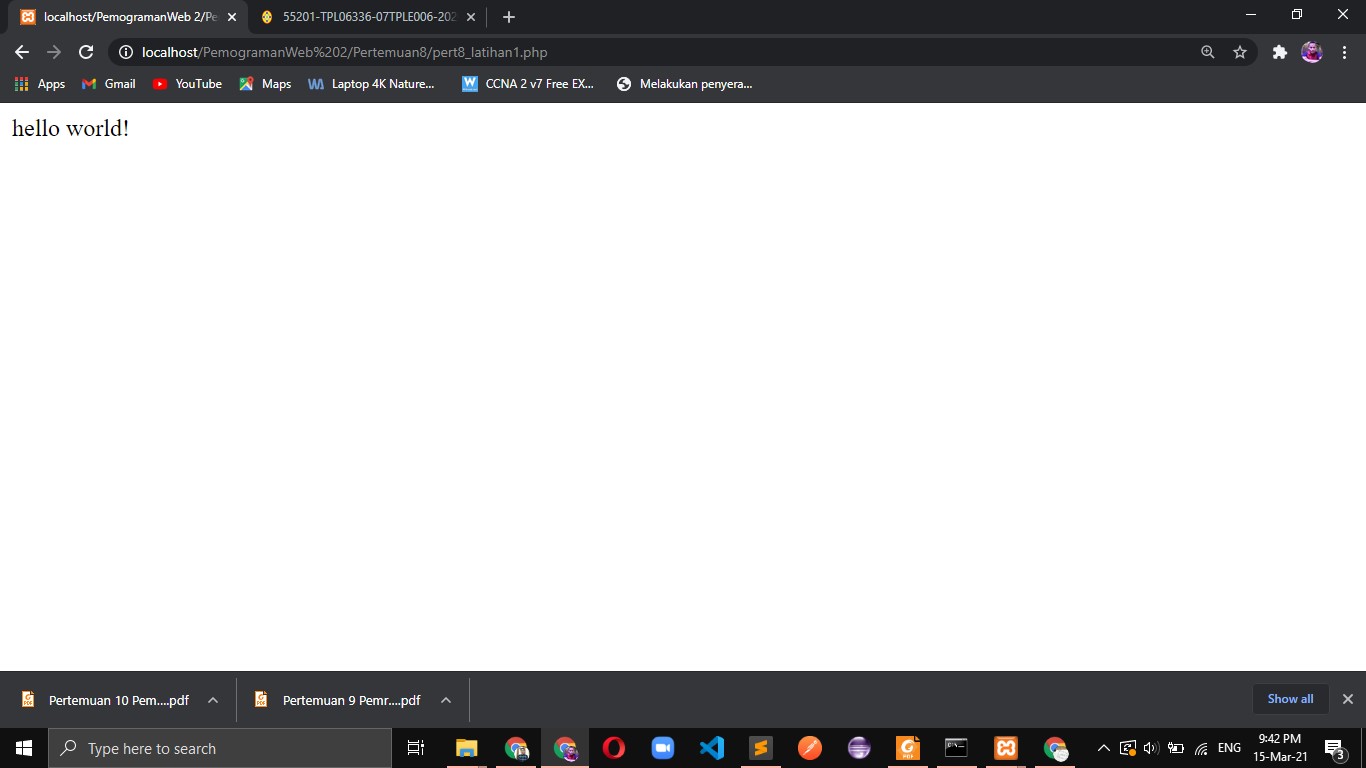 localhost/PemogramanWeb 2/Pe
55201-TPL06336-07TPLE006-202
localhost/PemogramanWeb%202/Pertemuan8/pert8_latihan1.php
Apps Gmail YouTube Maps Laptop 4K Nature... CCNA 2 v7 Free EX... Melakukan penyera...
hello world!
Pertemuan 10 Pem....pdf Pertemuan 9 Pemr....pdf Show all
Type here to search
ENG
9:42 PM
15-Mar-21
3